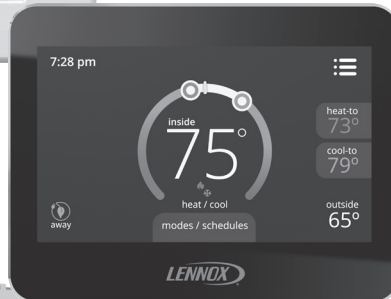 7:28 pm
heat-to
73°
cool-to
79°
inside
75°
heat / cool
modes / schedules
away
outside
65°
LENNOX